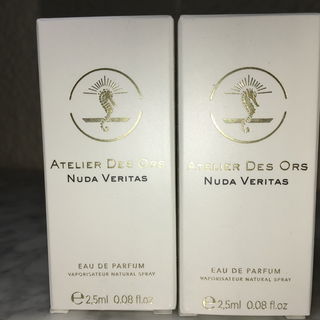 ATELIER DES ORS
NUDA VERITAS
EAU DE PARFUM
VAPORISATEUR NATURAL SPRAY
℮2,5ml 0.08 fl.oz
ATELIER DES ORS
NUDA VERITAS
EAU DE PARFUM
VAPORISATEUR NATURAL SPRAY
℮2,5ml 0.08 fl.oz